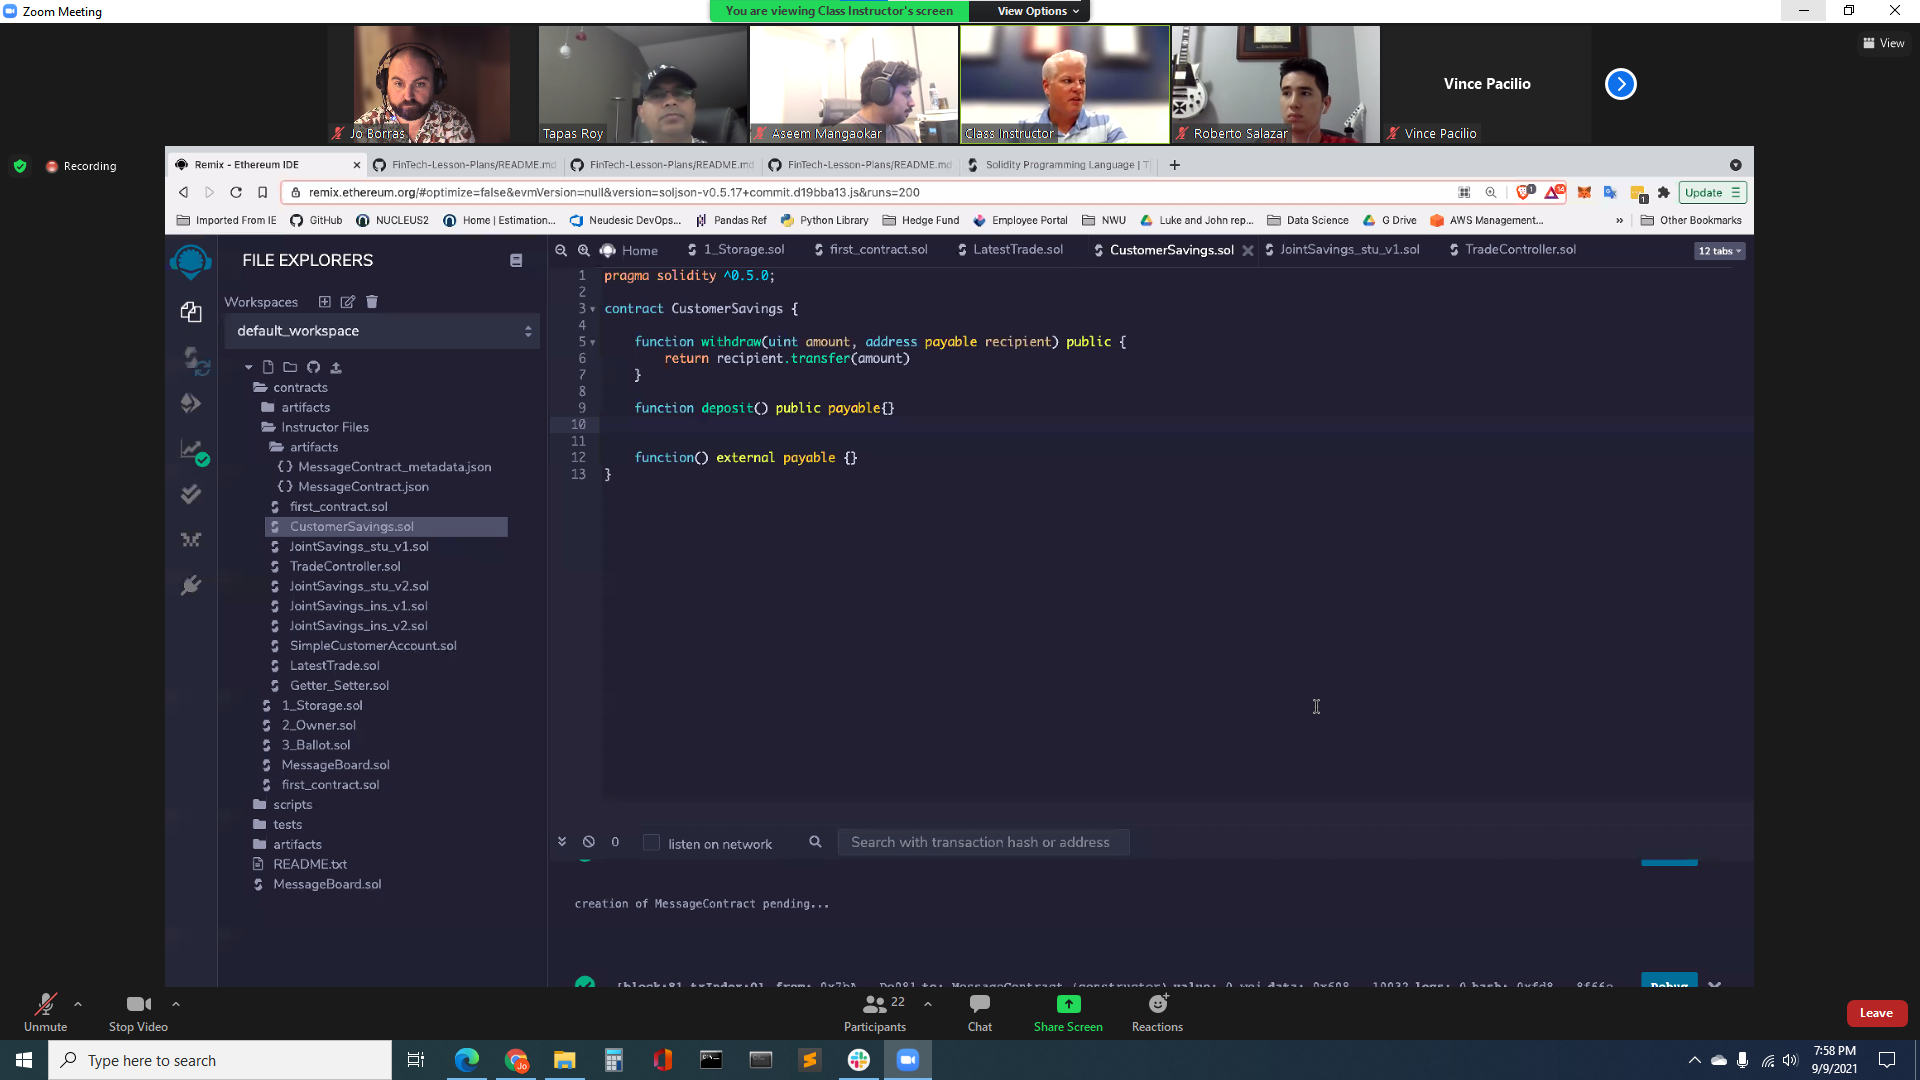 Zoom Meeting
You are viewing Class Instructor's screen
View Options
View
Jo Borras
Tapas Roy
Aseem Mangaokar
Class Instructor
Roberto Salazar
Vince Pacilio
Vince Pacilio
Recording
Remix - Ethereum IDE
FinTech-Lesson-Plans/README.md
FinTech-Lesson-Plans/README.md
FinTech-Lesson-Plans/README.md
Solidity Programming Language | T
remix.ethereum.org/#optimize=false&evmVersion=null&version=soljson-v0.5.17+commit.d19bba13.js&runs=200
1
14
1
Update
Imported From IE
GitHub
NUCLEUS2
Home | Estimation...
Neudesic DevOps...
Pandas Ref
Python Library
Hedge Fund
Employee Portal
NWU
Luke and John rep...
Data Science
G Drive
AWS Management...
»
Other Bookmarks
FILE EXPLORERS
Home
1_Storage.sol
first_contract.sol
LatestTrade.sol
CustomerSavings.sol
JointSavings_stu_v1.sol
TradeController.sol
12 tabs
Workspaces
default_workspace
contracts
artifacts
Instructor Files
artifacts
{} MessageContract_metadata.json
{} MessageContract.json
first_contract.sol
CustomerSavings.sol
JointSavings_stu_v1.sol
TradeController.sol
JointSavings_stu_v2.sol
JointSavings_ins_v1.sol
JointSavings_ins_v2.sol
SimpleCustomerAccount.sol
LatestTrade.sol
Getter_Setter.sol
1_Storage.sol
2_Owner.sol
3_Ballot.sol
MessageBoard.sol
first_contract.sol
scripts
tests
artifacts
README.txt
MessageBoard.sol
1 pragma solidity ^0.5.0;
2
3 contract CustomerSavings {
4
5 function withdraw(uint amount, address payable recipient) public {
6 return recipient.transfer(amount)
7 }
8
9 function deposit() public payable{}
10
11
12 function() external payable {}
13 }
0
listen on network
Search with transaction hash or address
creation of MessageContract pending...
Debug
Unmute
Stop Video
22
Participants
Chat
Share Screen
Reactions
Leave
Type here to search
7:58 PM
9/9/2021